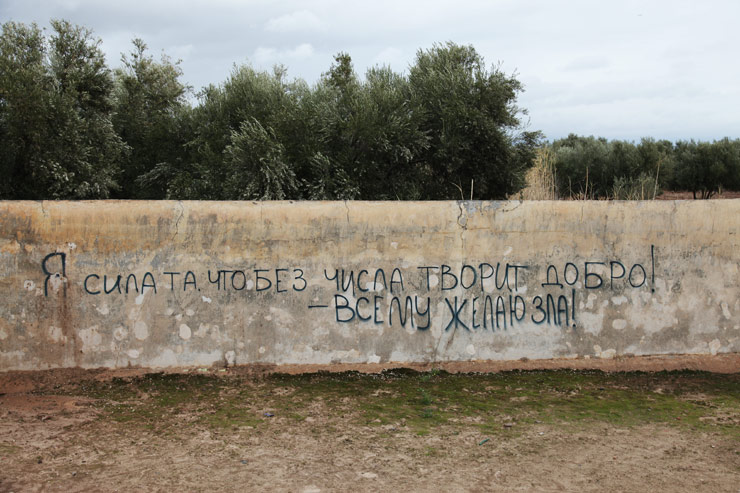 Я СИЛА ТА, ЧТО БЕЗ ЧИСЛА ТВОРИТ ДОБРО!
– ВСЕМУ ЖЕЛАЮ ЗЛА!